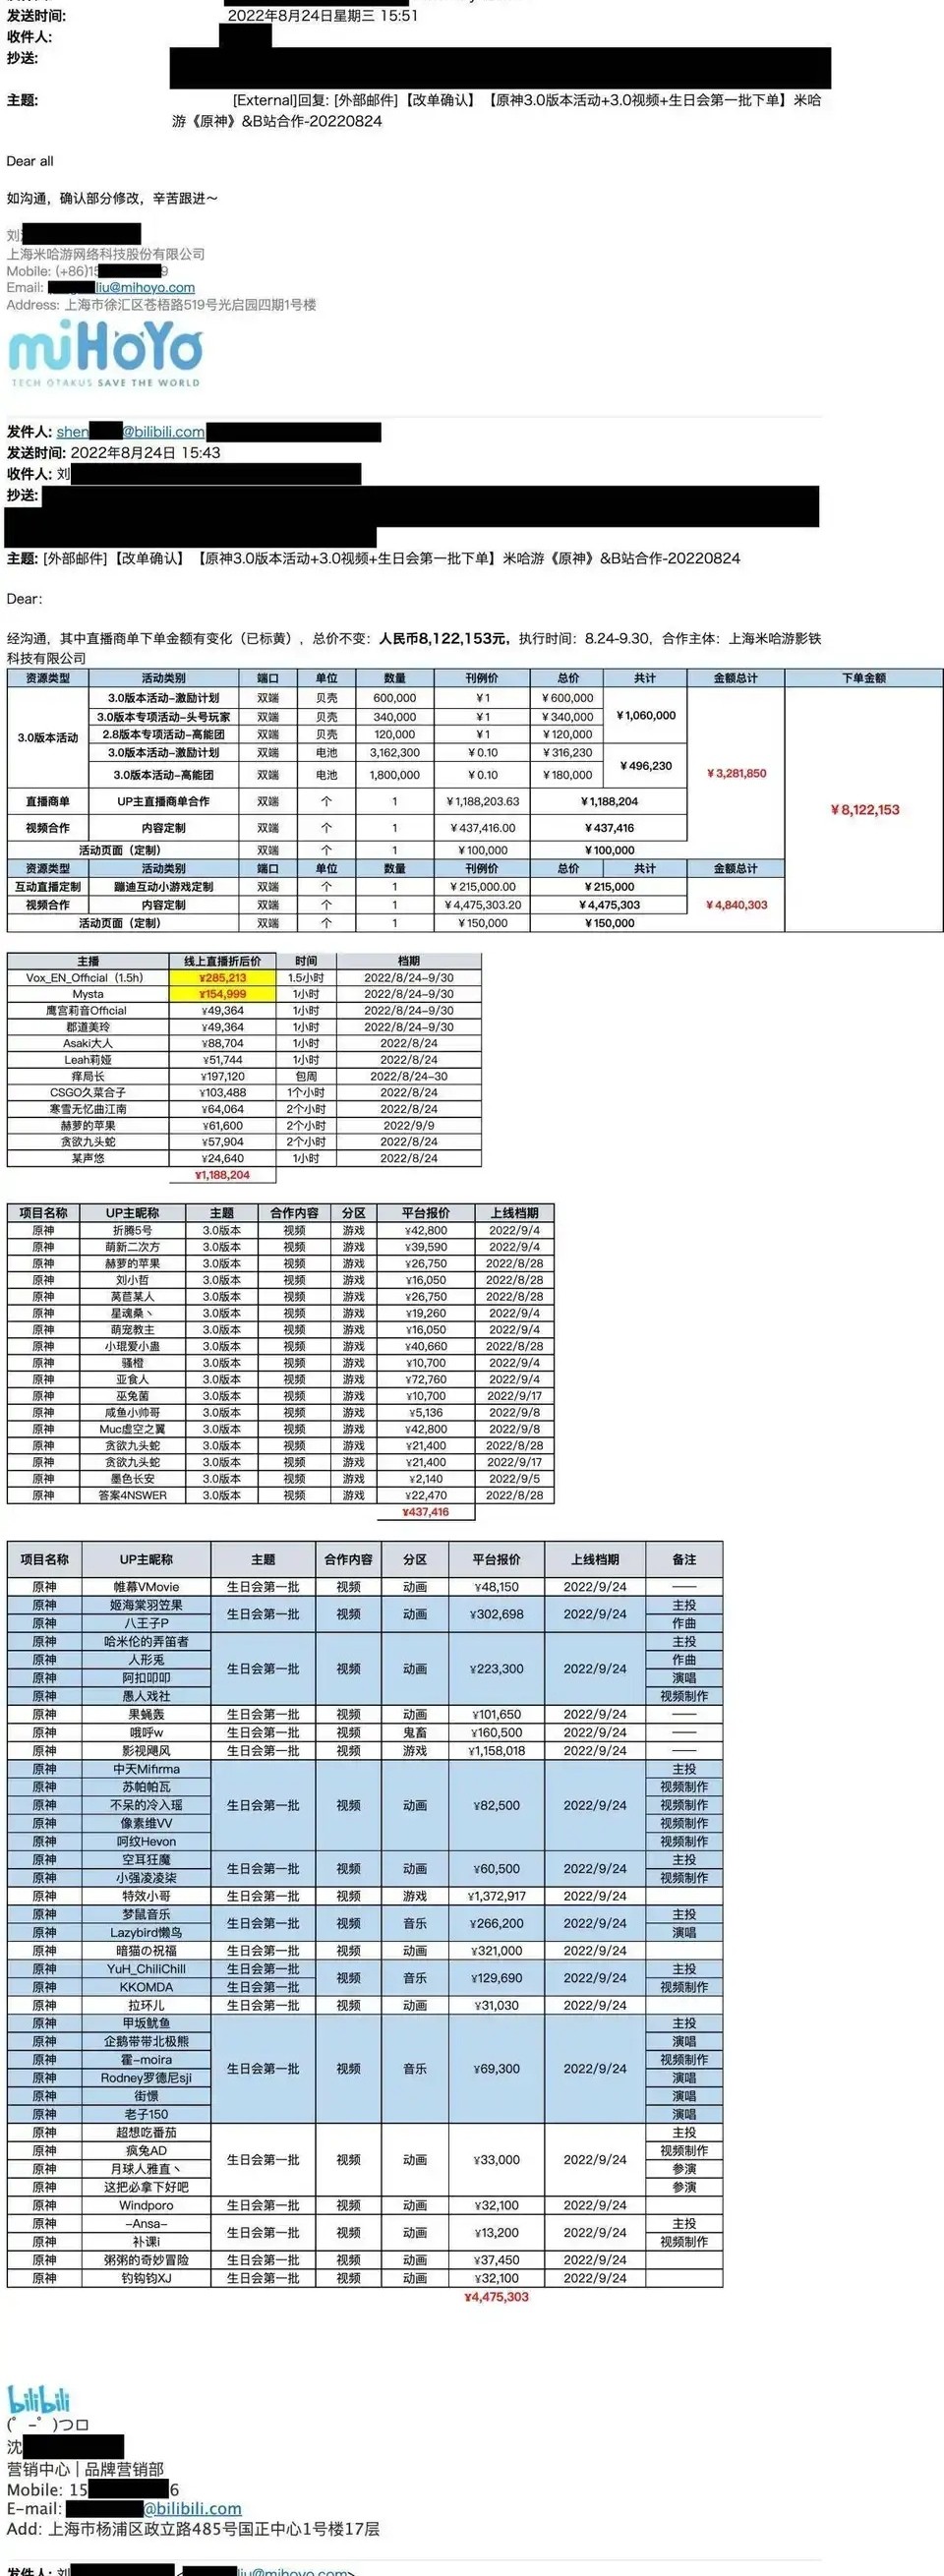 发送时间: 2022年8月24日星期三 15:51
收件人:
抄送:
主题: [External]回复: [外部邮件]【改单确认】【原神3.0版本活动+3.0视频+生日会第一批下单】米哈
游《原神》&B站合作-20220824
Dear all
如沟通，确认部分修改，辛苦跟进～
刘
上海米哈游网络科技股份有限公司
Mobile: (+86)15 9
Email: liu@mihoyo.com
Address: 上海市徐汇区苍梧路519号光启园四期1号楼
miHoYo
TECH OTAKUS SAVE THE WORLD
发件人: shen @bilibili.com
发送时间: 2022年8月24日 15:43
收件人: 刘
抄送:
主题: [外部邮件]【改单确认】【原神3.0版本活动+3.0视频+生日会第一批下单】米哈游《原神》&B站合作-20220824
Dear:
经沟通，其中直播商单下单金额有变化（已标黄），总价不变：人民币8,122,153元，执行时间：8.24-9.30，合作主体：上海米哈游影铁
科技有限公司
资源类型 活动类别 端口 单位 数量 刊例价 总价 共计 金额总计 下单金额
3.0版本活动 3.0版本活动-激励计划 双端 贝壳 600,000 ¥1 ¥600,000 ¥1,060,000 ¥3,281,850 ¥8,122,153
3.0版本专项活动-头号玩家 双端 贝壳 340,000 ¥1 ¥340,000
2.8版本专项活动-高能团 双端 贝壳 120,000 ¥1 ¥120,000
3.0版本活动-激励计划 双端 电池 3,162,300 ¥0.10 ¥316,230 ¥496,230
3.0版本活动-高能团 双端 电池 1,800,000 ¥0.10 ¥180,000
直播商单 UP主直播商单合作 双端 个 1 ¥1,188,203.63 ¥1,188,204
视频合作 内容定制 双端 个 1 ¥437,416.00 ¥437,416
活动页面（定制） 双端 个 1 ¥100,000 ¥100,000
资源类型 活动类别 端口 单位 数量 刊例价 总价 共计 金额总计
互动直播定制 蹦迪互动小游戏定制 双端 个 1 ¥215,000.00 ¥215,000 ¥4,840,303
视频合作 内容定制 双端 个 1 ¥4,475,303.20 ¥4,475,303
活动页面（定制） 双端 个 1 ¥150,000 ¥150,000
主播 线上直播折后价 时间 档期
Vox_EN_Official（1.5h） ¥285,213 1.5小时 2022/8/24-9/30
Mysta ¥154,999 1小时 2022/8/24-9/30
鹰宫莉音Official ¥49,364 1小时 2022/8/24-9/30
郡道美玲 ¥49,364 1小时 2022/8/24-9/30
Asaki大人 ¥88,704 1小时 2022/8/24
Leah莉娅 ¥51,744 1小时 2022/8/24
痒局长 ¥197,120 包周 2022/8/24-30
CSGO久菜合子 ¥103,488 1个小时 2022/8/24
寒雪无忆曲江南 ¥64,064 2个小时 2022/8/24
赫萝的苹果 ¥61,600 2个小时 2022/9/9
贪欲九头蛇 ¥57,904 2个小时 2022/8/24
某声悠 ¥24,640 1小时 2022/8/24
¥1,188,204
项目名称 UP主昵称 主题 合作内容 分区 平台报价 上线档期
原神 折腾5号 3.0版本 视频 游戏 ¥42,800 2022/9/4
原神 萌新二次方 3.0版本 视频 游戏 ¥39,590 2022/9/4
原神 赫萝的苹果 3.0版本 视频 游戏 ¥26,750 2022/8/28
原神 刘小哲 3.0版本 视频 游戏 ¥16,050 2022/8/28
原神 莴苣某人 3.0版本 视频 游戏 ¥26,750 2022/8/28
原神 星魂桑丶 3.0版本 视频 游戏 ¥19,260 2022/9/4
原神 萌宠教主 3.0版本 视频 游戏 ¥16,050 2022/9/4
原神 小琨爱小蛊 3.0版本 视频 游戏 ¥40,660 2022/8/28
原神 骚橙 3.0版本 视频 游戏 ¥10,700 2022/9/4
原神 亚食人 3.0版本 视频 游戏 ¥72,760 2022/9/4
原神 巫兔菌 3.0版本 视频 游戏 ¥10,700 2022/9/17
原神 咸鱼小帅哥 3.0版本 视频 游戏 ¥5,136 2022/9/8
原神 Muc虚空之翼 3.0版本 视频 游戏 ¥42,800 2022/9/8
原神 贪欲九头蛇 3.0版本 视频 游戏 ¥21,400 2022/8/28
原神 贪欲九头蛇 3.0版本 视频 游戏 ¥21,400 2022/9/17
原神 墨色长安 3.0版本 视频 游戏 ¥2,140 2022/9/5
原神 答案4NSWER 3.0版本 视频 游戏 ¥22,470 2022/8/28
¥437,416
项目名称 UP主昵称 主题 合作内容 分区 平台报价 上线档期 备注
原神 帷幕VMovie 生日会第一批 视频 动画 ¥48,150 2022/9/24 ——
原神 姬海棠羽笠果 生日会第一批 视频 动画 ¥302,698 2022/9/24 主投
原神 八王子P 作曲
原神 哈米伦的弄笛者 生日会第一批 视频 动画 ¥223,300 2022/9/24 主投
原神 人形兎 作曲
原神 阿扣叩叩 演唱
原神 愚人戏社 视频制作
原神 果蝇轰 生日会第一批 视频 动画 ¥101,650 2022/9/24 ——
原神 哦呼w 生日会第一批 视频 鬼畜 ¥160,500 2022/9/24 ——
原神 影视飓风 生日会第一批 视频 游戏 ¥1,158,018 2022/9/24 ——
原神 中天Mifirma 生日会第一批 视频 动画 ¥82,500 2022/9/24 主投
原神 苏帕帕瓦 视频制作
原神 不呆的冷入瑶 视频制作
原神 像素维VV 视频制作
原神 呵纹Hevon 视频制作
原神 空耳狂魔 生日会第一批 视频 动画 ¥60,500 2022/9/24 主投
原神 小强凌凌柒 视频制作
原神 特效小哥 生日会第一批 视频 游戏 ¥1,372,917 2022/9/24
原神 梦鼠音乐 生日会第一批 视频 音乐 ¥266,200 2022/9/24 主投
原神 Lazybird懒鸟 演唱
原神 暗猫の祝福 生日会第一批 视频 动画 ¥321,000 2022/9/24
原神 YuH_ChiliChill 生日会第一批 视频 音乐 ¥129,690 2022/9/24 主投
原神 KKOMDA 生日会第一批 视频制作
原神 拉环儿 生日会第一批 视频 动画 ¥31,030 2022/9/24
原神 甲坂鱿鱼 生日会第一批 视频 音乐 ¥69,300 2022/9/24 主投
原神 企鹅带带北极熊 演唱
原神 霍-moira 视频制作
原神 Rodney罗德尼sji 演唱
原神 街憬 演唱
原神 老子150 演唱
原神 超想吃番茄 生日会第一批 视频 动画 ¥33,000 2022/9/24 主投
原神 疯兔AD 视频制作
原神 月球人雅直丶 参演
原神 这把必拿下好吧 参演
原神 Windporo 生日会第一批 视频 动画 ¥32,100 2022/9/24
原神 -Ansa- 生日会第一批 视频 动画 ¥13,200 2022/9/24 主投
原神 补课i 视频制作
原神 粥粥的奇妙冒险 生日会第一批 视频 动画 ¥37,450 2022/9/24
原神 钓钩钧XJ 生日会第一批 视频 动画 ¥32,100 2022/9/24
¥4,475,303
bilibili
(゜-゜)つロ
沈
营销中心 | 品牌营销部
Mobile: 15 6
E-mail: @bilibili.com
Add: 上海市杨浦区政立路485号国正中心1号楼17层
发件人: 刘 < liu@mihoyo.com>